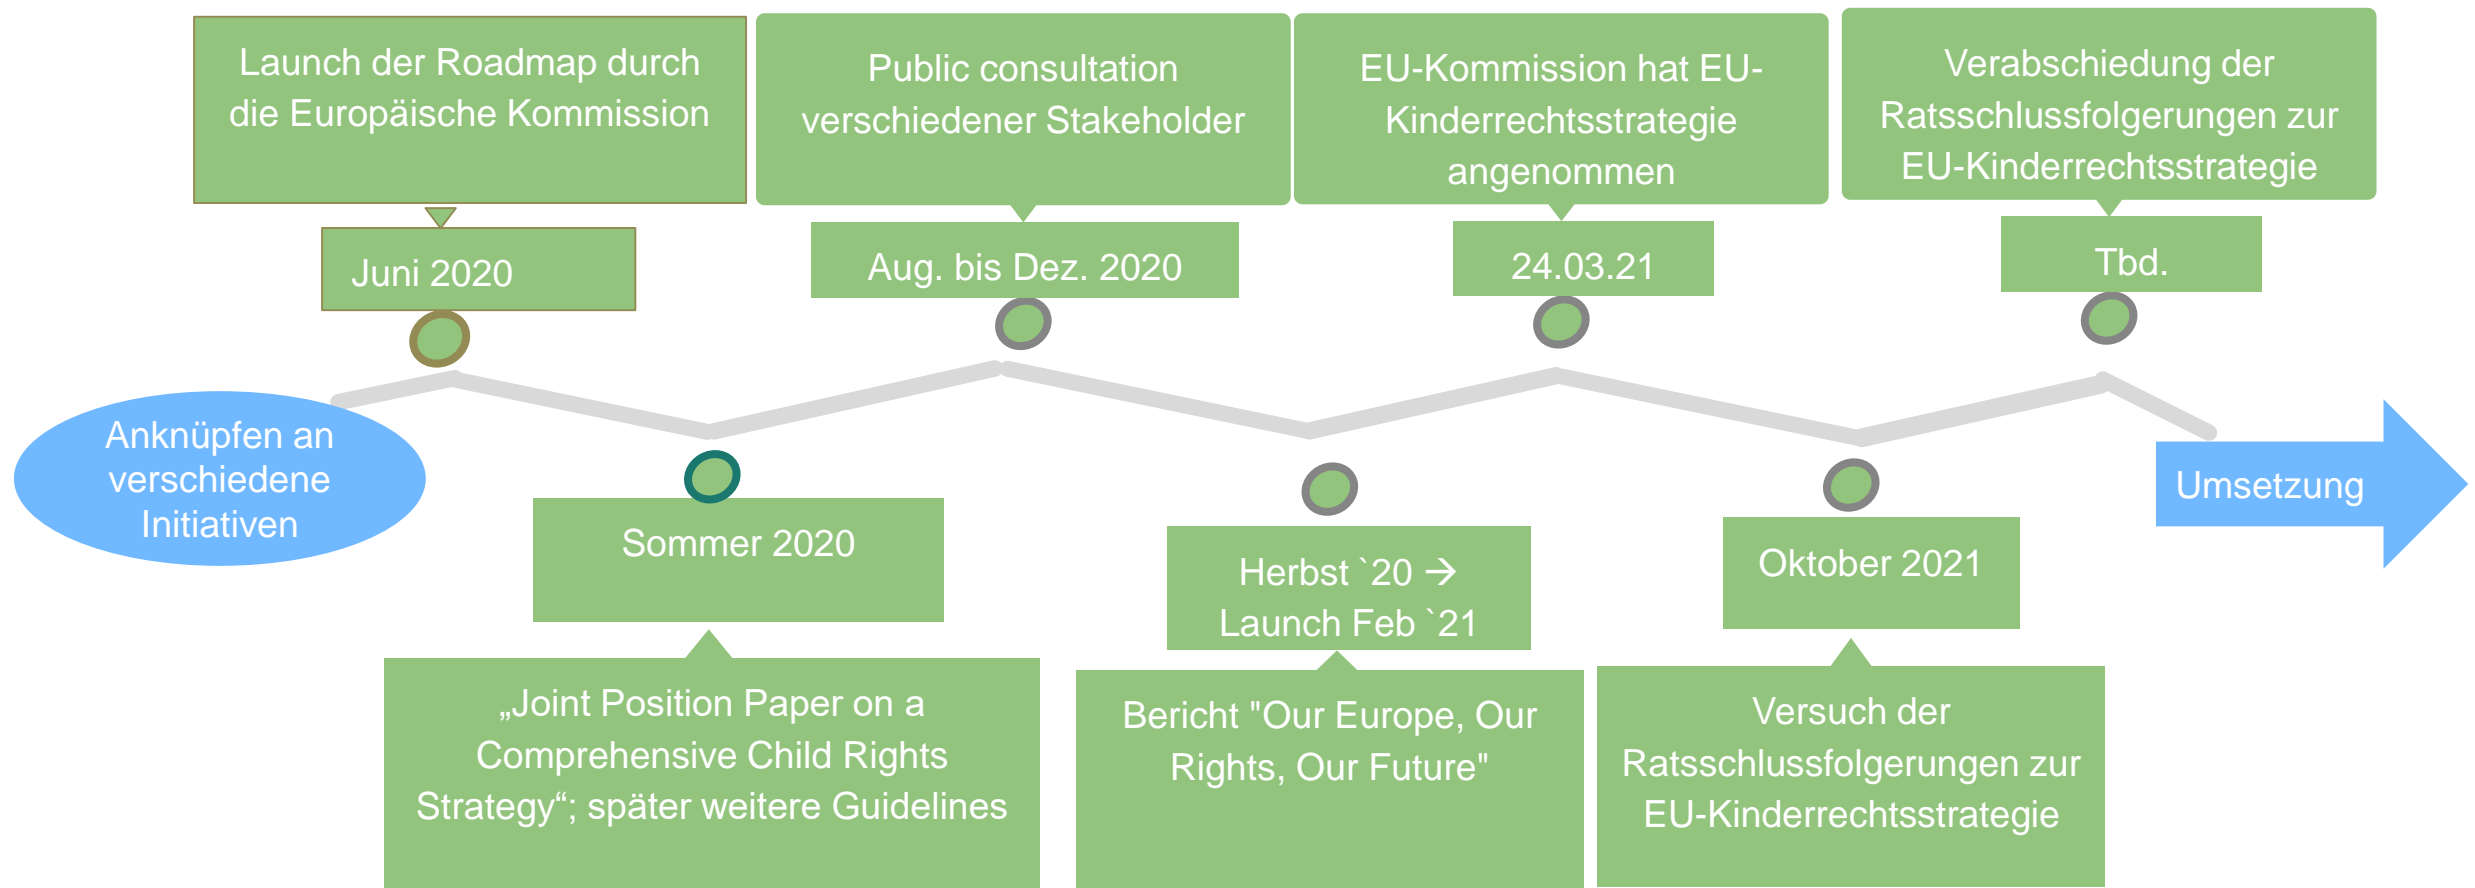 Launch der Roadmap durch
die Europäische Kommission
Juni 2020
Public consultation
verschiedener Stakeholder
Aug. bis Dez. 2020
EU-Kommission hat EU-
Kinderrechtsstrategie
angenommen
24.03.21
Verabschiedung der
Ratsschlussfolgerungen zur
EU-Kinderrechtsstrategie
Tbd.
Anknüpfen an
verschiedene
Initiativen
Umsetzung
Sommer 2020
„Joint Position Paper on a
Comprehensive Child Rights
Strategy“; später weitere Guidelines
Herbst `20 →
Launch Feb `21
Bericht "Our Europe, Our
Rights, Our Future"
Oktober 2021
Versuch der
Ratsschlussfolgerungen zur
EU-Kinderrechtsstrategie